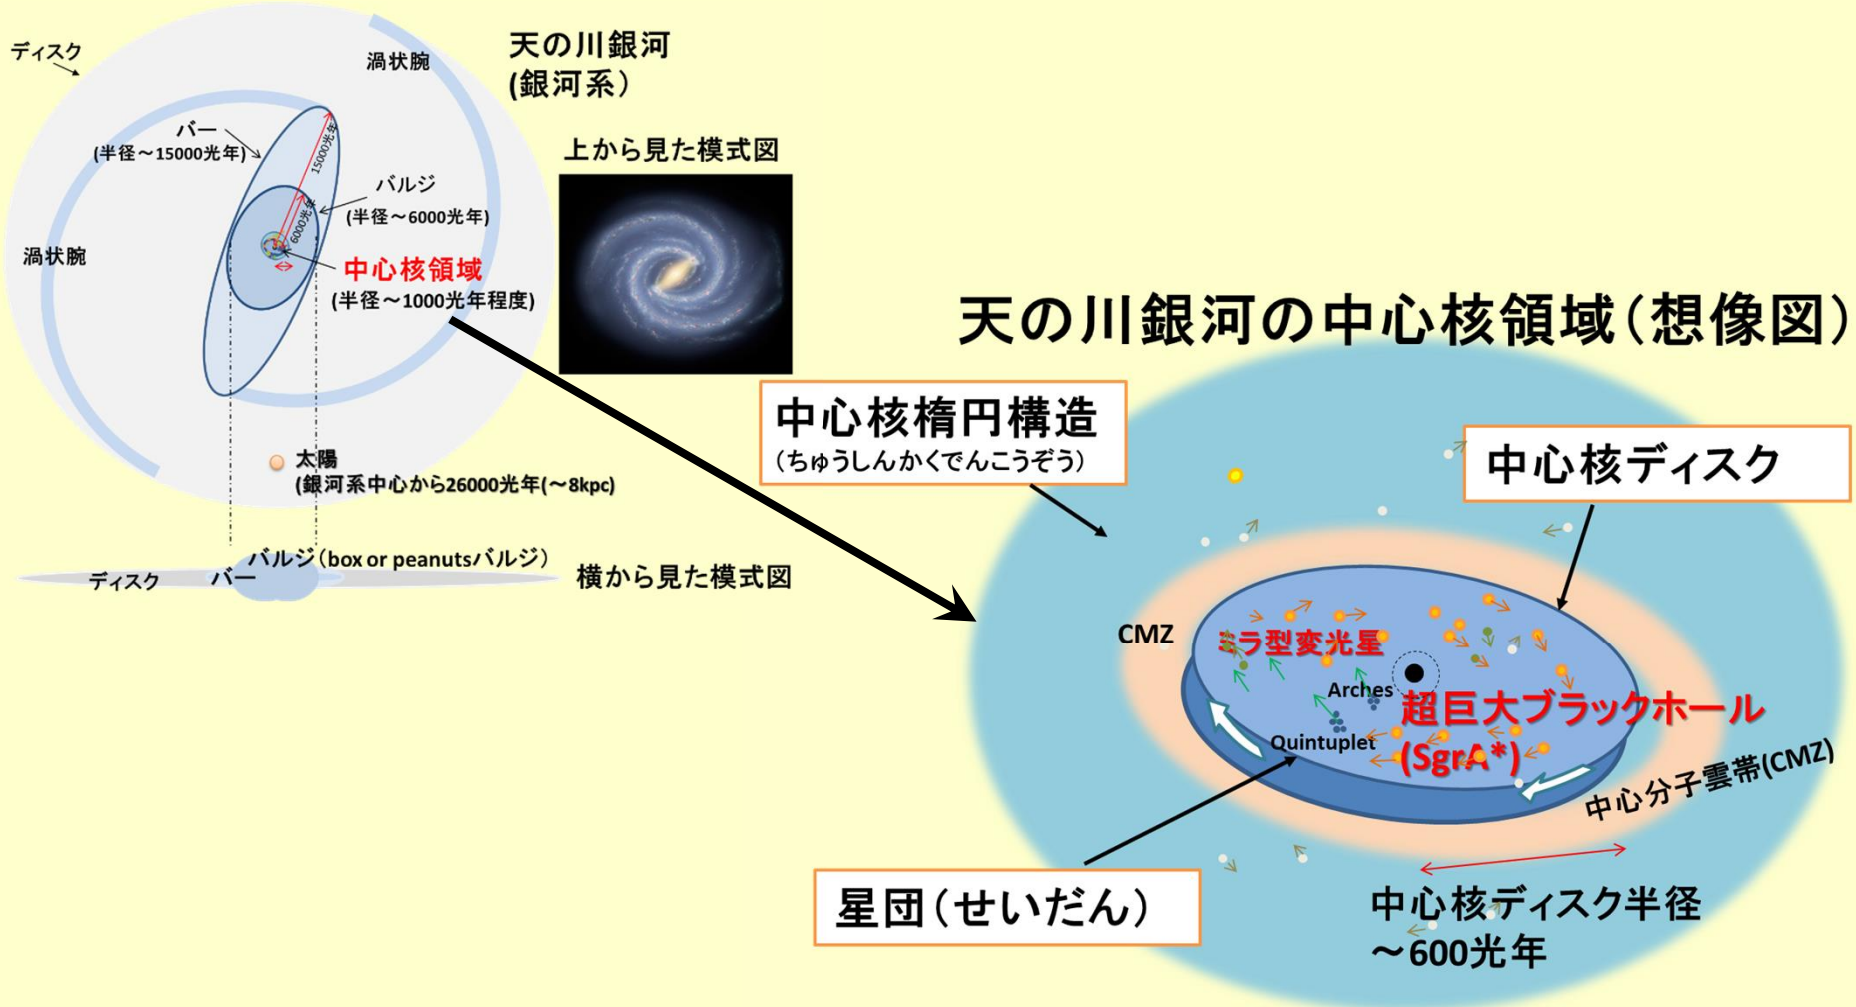 ディスク
渦状腕
天の川銀河
(銀河系)
バー
(半径～15000光年)
15000光年
上から見た模式図
バルジ
(半径～6000光年)
6000光年
渦状腕
中心核領域
(半径～1000光年程度)
太陽
(銀河系中心から26000光年(～8kpc)
バルジ(box or peanutsバルジ)
ディスク
バー
横から見た模式図
天の川銀河の中心核領域(想像図)
中心核楕円構造
(ちゅうしんかくでんこうぞう)
中心核ディスク
CMZ
ミラ型変光星
Arches
超巨大ブラックホール
(SgrA*)
Quintuplet
中心分子雲帯(CMZ)
星団(せいだん)
中心核ディスク半径
～600光年